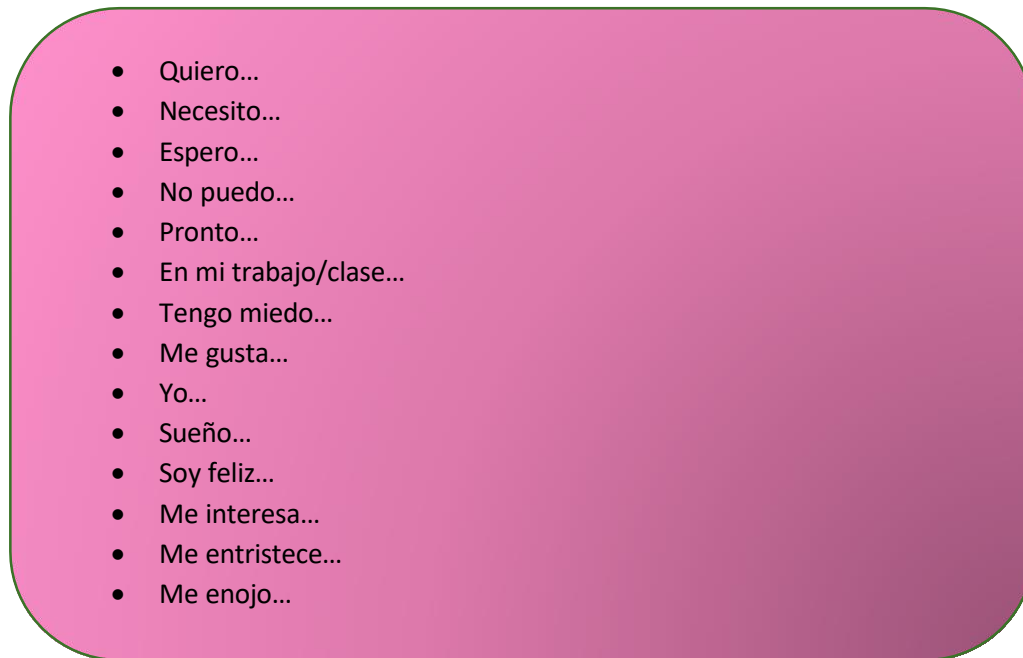 • Quiero…
• Necesito…
• Espero…
• No puedo…
• Pronto…
• En mi trabajo/clase…
• Tengo miedo…
• Me gusta…
• Yo…
• Sueño…
• Soy feliz…
• Me interesa…
• Me entristece…
• Me enojo…